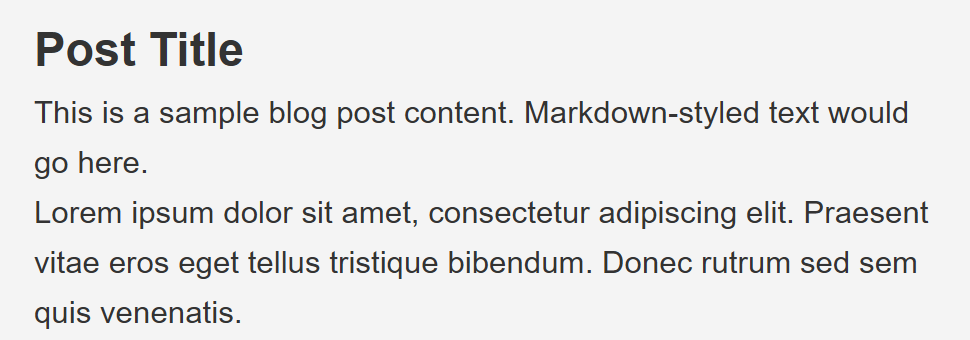 Post Title
This is a sample blog post content. Markdown-styled text would
go here.
Lorem ipsum dolor sit amet, consectetur adipiscing elit. Praesent
vitae eros eget tellus tristique bibendum. Donec rutrum sed sem
quis venenatis.